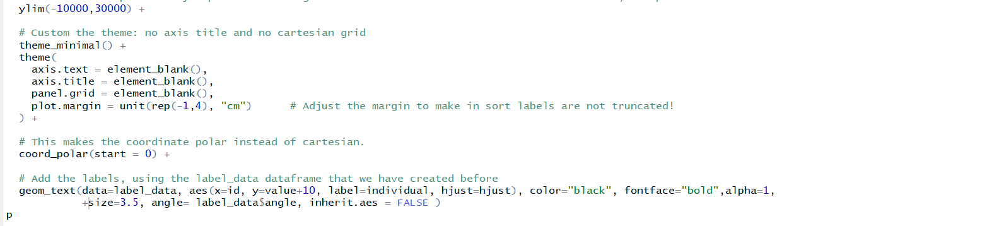 ylim(-10000,30000) +
# Custom the theme: no axis title and no cartesian grid
theme_minimal() +
theme(
axis.text = element_blank(),
axis.title = element_blank(),
panel.grid = element_blank(),
plot.margin = unit(rep(-1,4), "cm")      # Adjust the margin to make in sort labels are not truncated!
) +
# This makes the coordinate polar instead of cartesian.
coord_polar(start = 0) +
# Add the labels, using the label_data dataframe that we have created before
geom_text(data=label_data, aes(x=id, y=value+10, label=individual, hjust=hjust), color="black", fontface="bold",alpha=1,
+size=3.5, angle= label_data$angle, inherit.aes = FALSE )
p